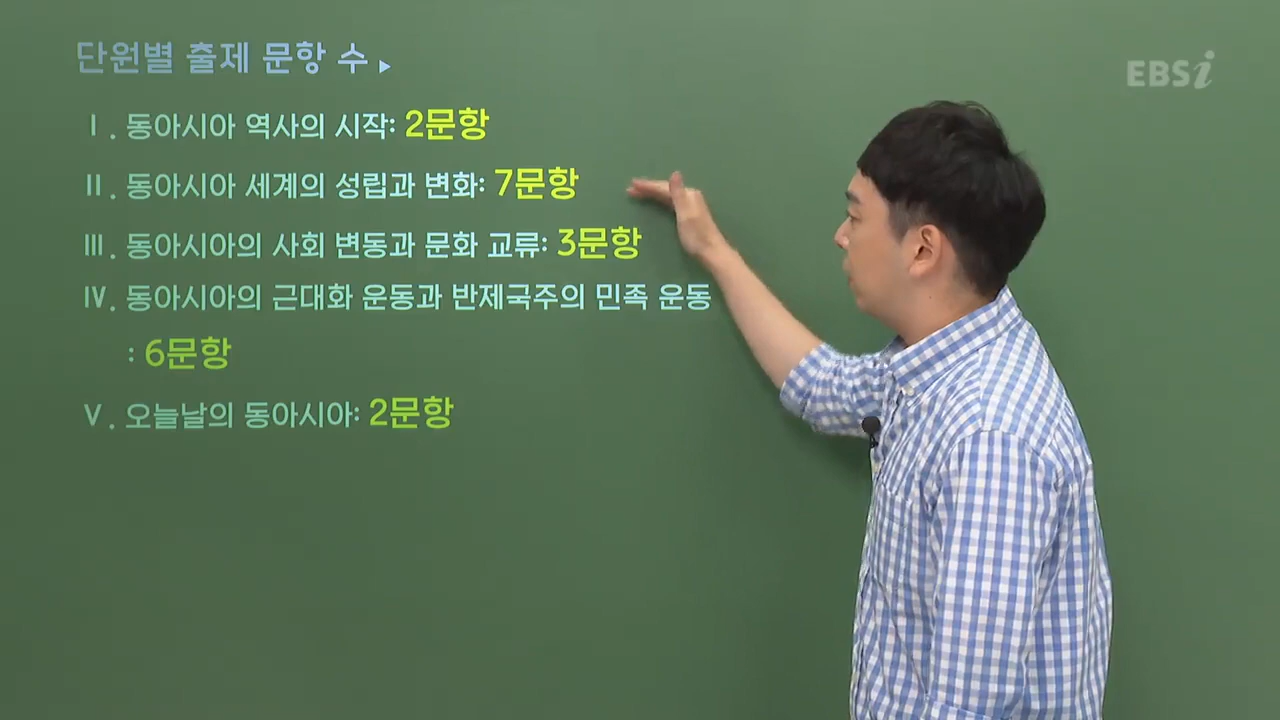 단원별 출제 문항 수▶
EBSi
Ⅰ. 동아시아 역사의 시작: 2문항
Ⅱ. 동아시아 세계의 성립과 변화: 7문항
Ⅲ. 동아시아의 사회 변동과 문화 교류: 3문항
Ⅳ. 동아시아의 근대화 운동과 반제국주의 민족 운동
: 6문항
Ⅴ. 오늘날의 동아시아: 2문항